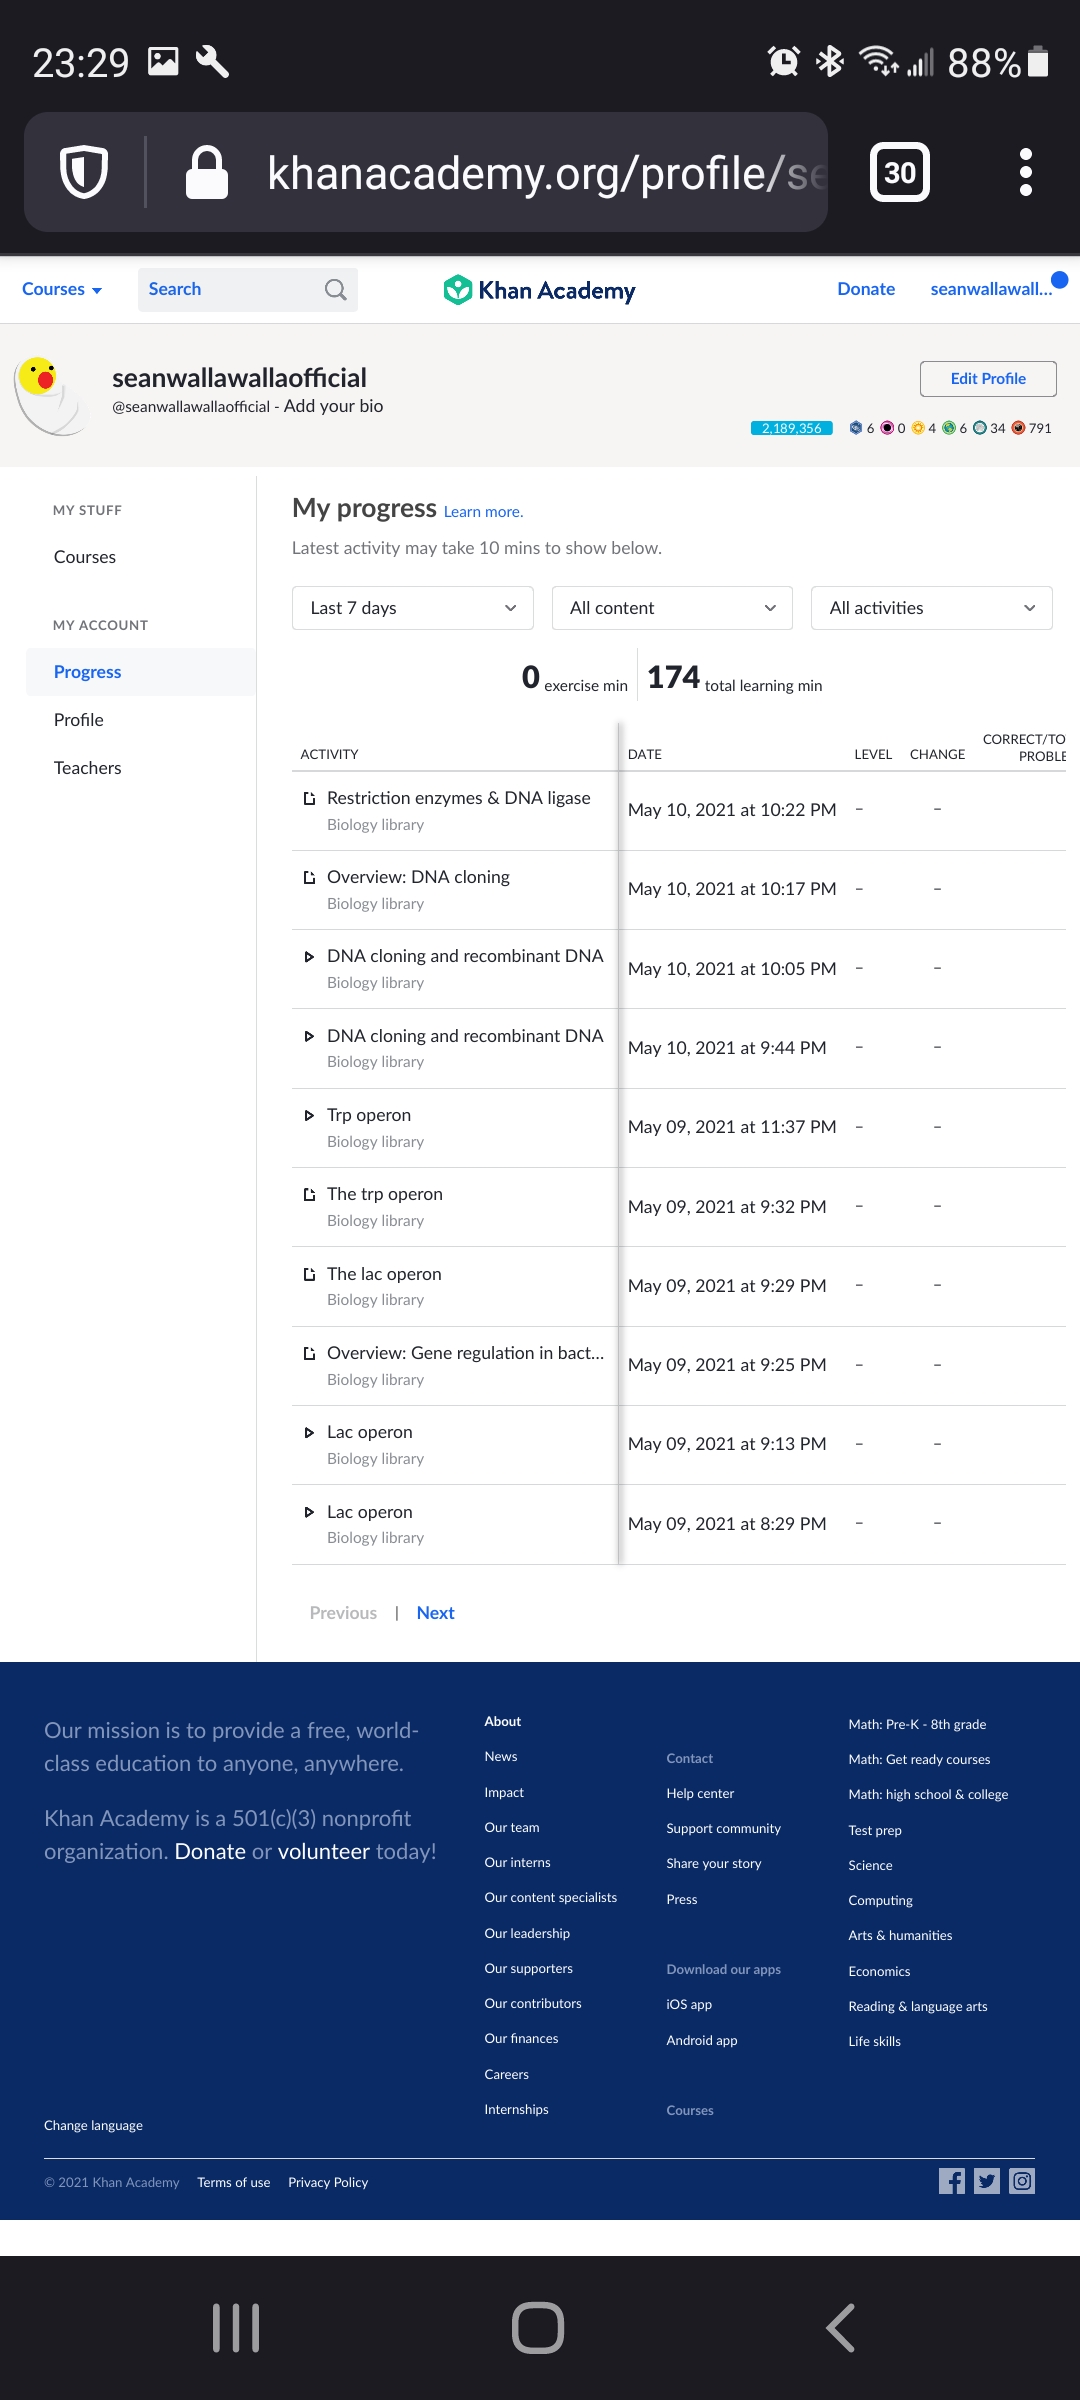 23:29
88%
khanacademy.org/profile/se
30
Courses
Search
Khan Academy
Donate
seanwallawall...
seanwallawallaofficial
@seanwallawallaofficial - Add your bio
Edit Profile
2,189,356
6 0 4 6 34 791
MY STUFF
Courses
MY ACCOUNT
Progress
Profile
Teachers
My progress Learn more.
Latest activity may take 10 mins to show below.
Last 7 days
All content
All activities
0 exercise min
174 total learning min
ACTIVITY DATE LEVEL CHANGE CORRECT/TO
PROBLE
Restriction enzymes & DNA ligase
Biology library
May 10, 2021 at 10:22 PM – –
Overview: DNA cloning
Biology library
May 10, 2021 at 10:17 PM – –
DNA cloning and recombinant DNA
Biology library
May 10, 2021 at 10:05 PM – –
DNA cloning and recombinant DNA
Biology library
May 10, 2021 at 9:44 PM – –
Trp operon
Biology library
May 09, 2021 at 11:37 PM – –
The trp operon
Biology library
May 09, 2021 at 9:32 PM – –
The lac operon
Biology library
May 09, 2021 at 9:29 PM – –
Overview: Gene regulation in bact...
Biology library
May 09, 2021 at 9:25 PM – –
Lac operon
Biology library
May 09, 2021 at 9:13 PM – –
Lac operon
Biology library
May 09, 2021 at 8:29 PM – –
Previous | Next
Our mission is to provide a free, world-
class education to anyone, anywhere.
Khan Academy is a 501(c)(3) nonprofit
organization. Donate or volunteer today!
About
News
Impact
Our team
Our interns
Our content specialists
Our leadership
Our supporters
Our contributors
Our finances
Careers
Internships
Contact
Help center
Support community
Share your story
Press
Download our apps
iOS app
Android app
Courses
Math: Pre-K - 8th grade
Math: Get ready courses
Math: high school & college
Test prep
Science
Computing
Arts & humanities
Economics
Reading & language arts
Life skills
Change language
© 2021 Khan Academy Terms of use Privacy Policy